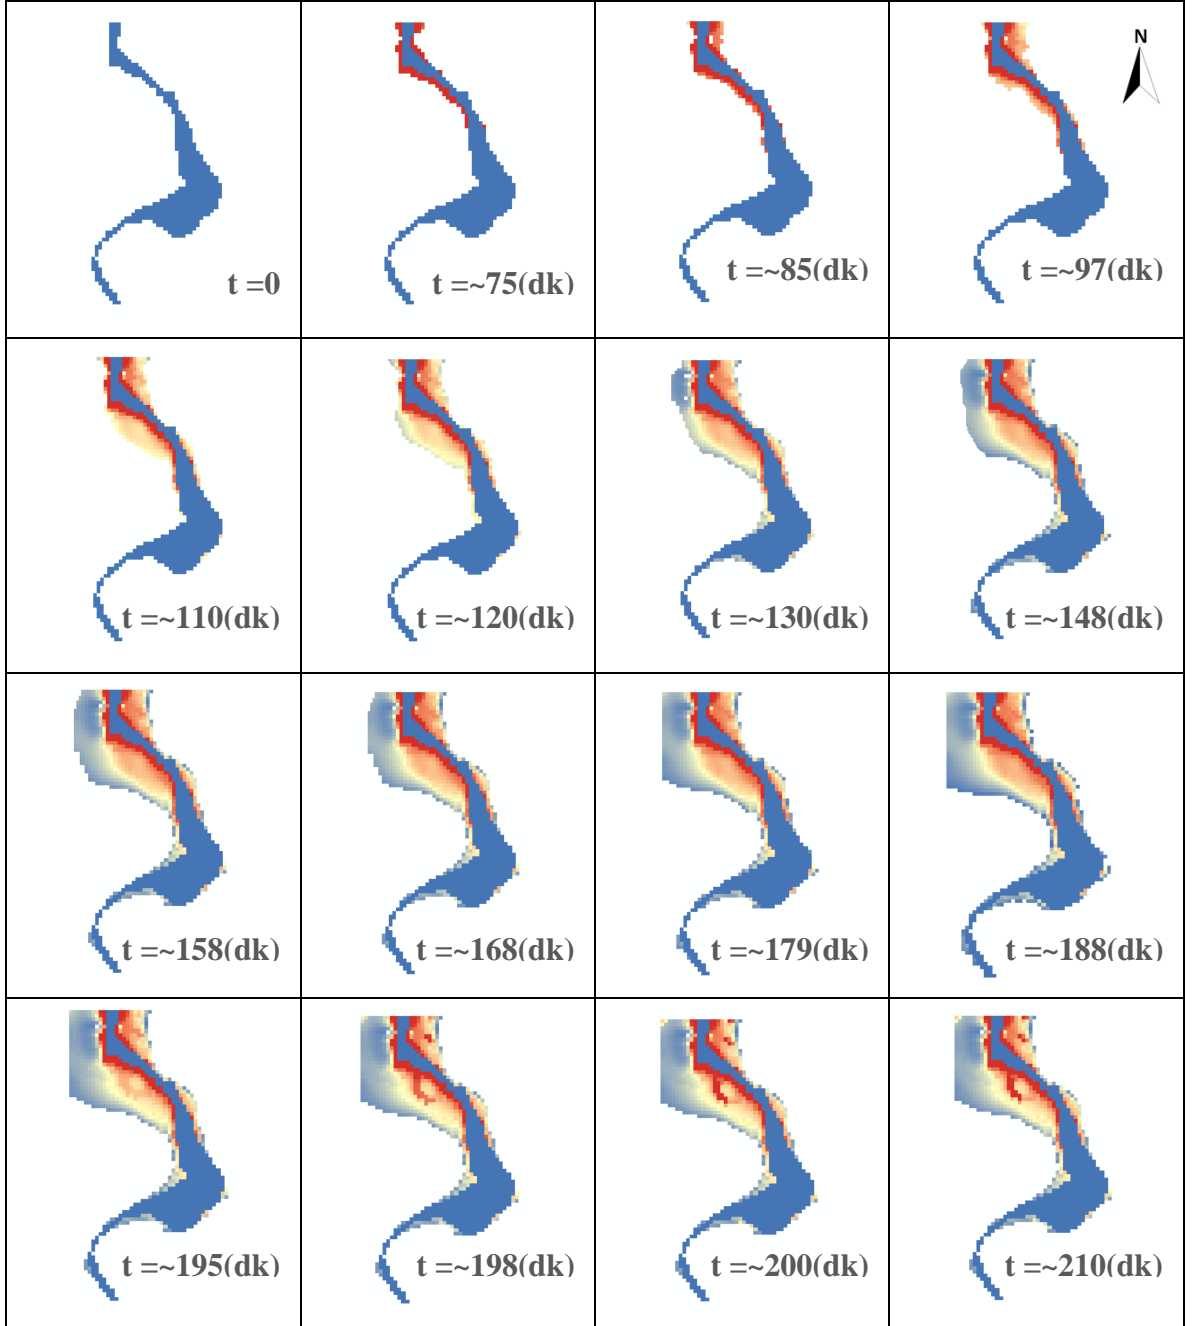 N
t =0
t =~75(dk)
t =~85(dk)
t =~97(dk)
t =~110(dk)
t =~120(dk)
t =~130(dk)
t =~148(dk)
t =~158(dk)
t =~168(dk)
t =~179(dk)
t =~188(dk)
t =~195(dk)
t =~198(dk)
t =~200(dk)
t =~210(dk)